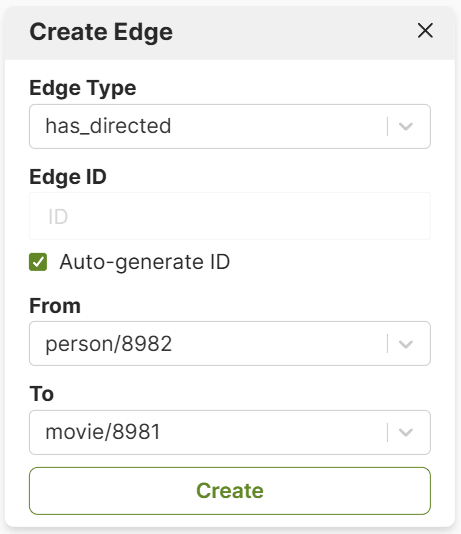 Create Edge
Edge Type
has_directed
Edge ID
ID
Auto-generate ID
From
person/8982
To
movie/8981
Create